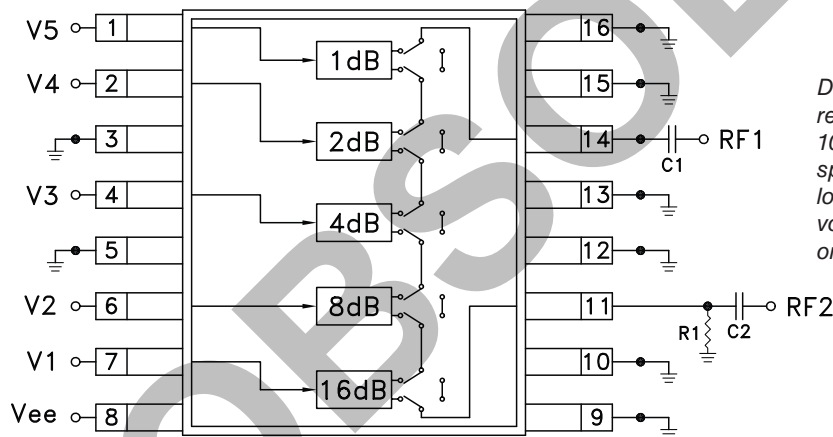 V5 1 1dB 16
V4 2 15
3 2dB 14 C1 RF1
V3 4 4dB 13
5 12
V2 6 8dB 11 R1 C2 RF2
V1 7 16dB 10
Vee 8 9
D
re
10
sp
lo
vo
OBSOL